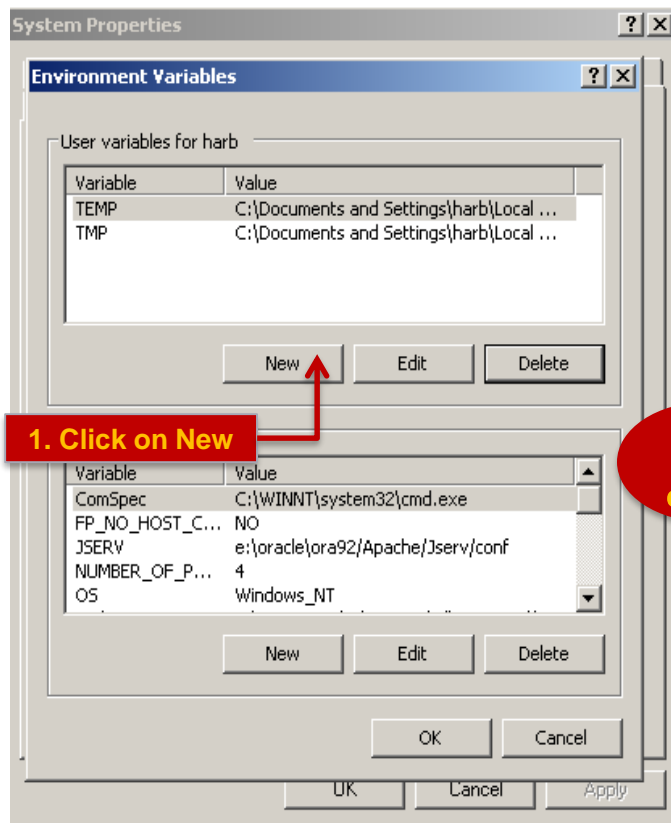 System Properties
Environment Variables
User variables for harb
Variable Value
TEMP C:\Documents and Settings\harb\Local ...
TMP C:\Documents and Settings\harb\Local ...
New Edit Delete
1. Click on New
Variable Value
ComSpec C:\WINNT\system32\cmd.exe
FP_NO_HOST_C... NO
JSERV e:\oracle\ora92/Apache/Jserv/conf
NUMBER_OF_P... 4
OS Windows_NT
New Edit Delete
OK Cancel
OK Cancel Apply